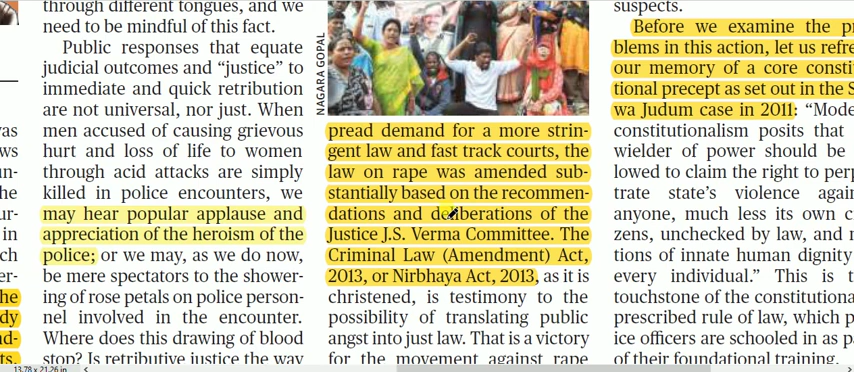 through different tongues, and we
need to be mindful of this fact.
Public responses that equate
judicial outcomes and “justice” to
immediate and quick retribution
are not universal, nor just. When
men accused of causing grievous
hurt and loss of life to women
through acid attacks are simply
killed in police encounters, we
may hear popular applause and
appreciation of the heroism of the
police; or we may, as we do now,
be mere spectators to the shower-
ing of rose petals on police person-
nel involved in the encounter.
Where does this drawing of blood
stop? Is retributive justice the way
NAGARA GOPAL
pread demand for a more strin-
gent law and fast track courts, the
law on rape was amended sub-
stantially based on the recommen-
dations and deliberations of the
Justice J.S. Verma Committee. The
Criminal Law (Amendment) Act,
2013, or Nirbhaya Act, 2013, as it is
christened, is testimony to the
possibility of translating public
angst into just law. That is a victory
for the movement against rape
suspects.
Before we examine the pr
blems in this action, let us refre
our memory of a core constit
tional precept as set out in the S
wa Judum case in 2011: “Mode
constitutionalism posits that
wielder of power should be
lowed to claim the right to perp
trate state’s violence again
anyone, much less its own c
zens, unchecked by law, and n
tions of innate human dignity
every individual.” This is t
touchstone of the constitutiona
prescribed rule of law, which p
ice officers are schooled in as pa
of their foundational training.
13.78 x 21.26 in